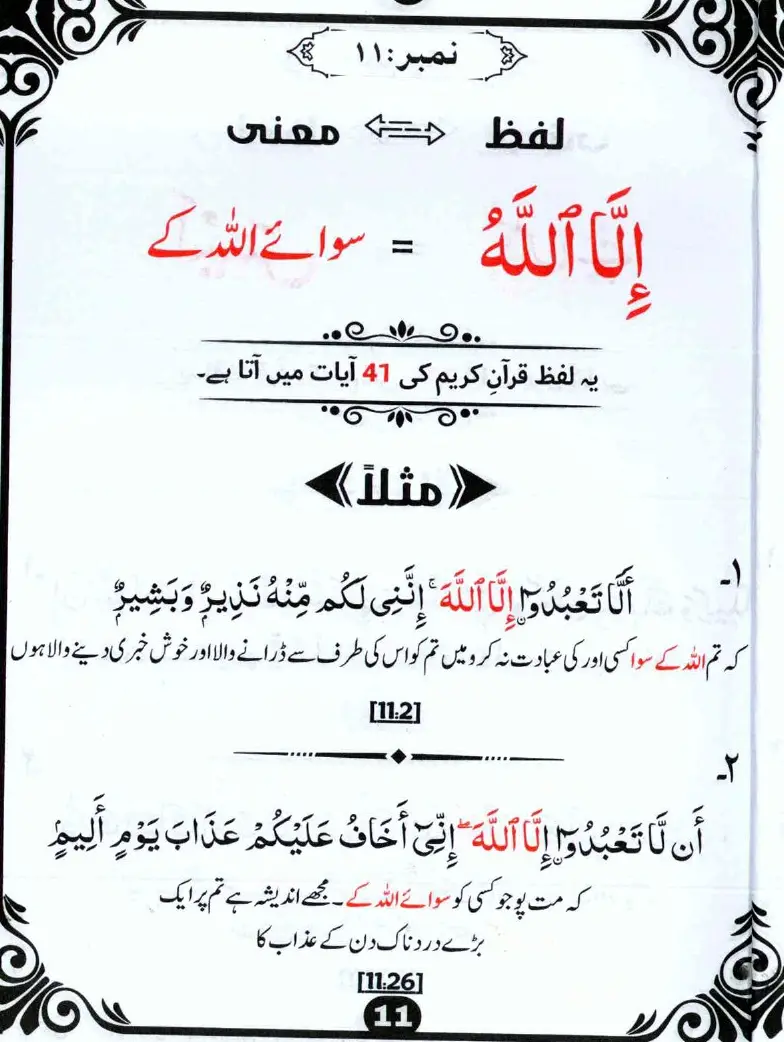 نمبر: ۱۱
لفظ ⇐⇒ معنی
إِلَّا ٱللَّهُ = سوائے اللہ کے
یہ لفظ قرآنِ کریم کی 41 آیات میں آتا ہے۔
مثلاً
۱۔
أَلَّا تَعْبُدُوٓا۟ إِلَّا ٱللَّهَ ۚ إِنَّنِى لَكُم مِّنْهُ نَذِيرٌ وَبَشِيرٌ
کہ تم اللہ کے سوا کسی اور کی عبادت نہ کرو میں تم کو اس کی طرف سے ڈرانے والا اور خوش خبری دینے والا ہوں
[11:2]
۲۔
أَن لَّا تَعْبُدُوٓا۟ إِلَّا ٱللَّهَ ۖ إِنِّىٓ أَخَافُ عَلَيْكُمْ عَذَابَ يَوْمٍ أَلِيمٍ
کہ مت پوجو کسی کو سوائے اللہ کے۔ مجھے اندیشہ ہے تم پر ایک
بڑے دردناک دن کے عذاب کا
[11:26]
11